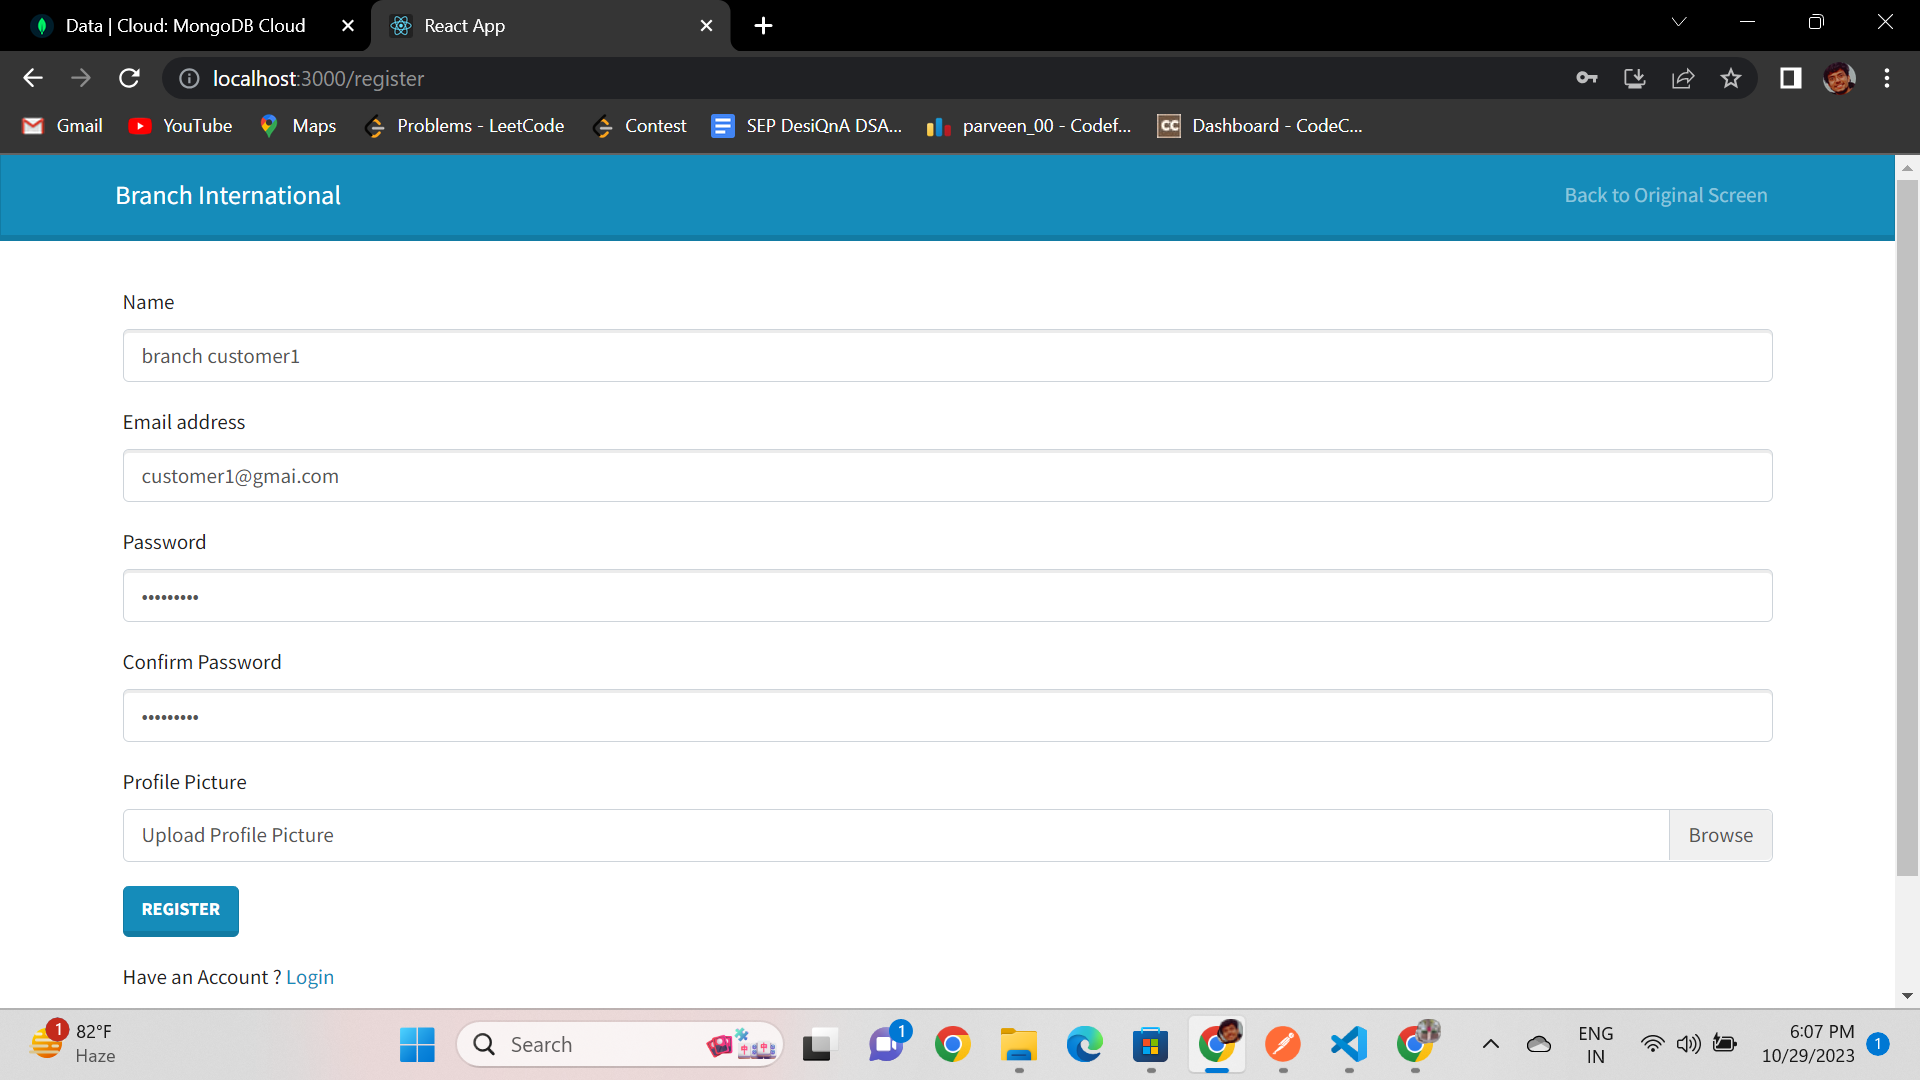 Data | Cloud: MongoDB Cloud
React App
localhost:3000/register
Gmail
YouTube
Maps
Problems - LeetCode
Contest
SEP DesiQnA DSA...
parveen_00 - Codef...
CC
Dashboard - CodeC...
Branch International
Back to Original Screen
Name
branch customer1
Email address
customer1@gmai.com
Password
•••••••••
Confirm Password
•••••••••
Profile Picture
Upload Profile Picture
Browse
REGISTER
Have an Account ? Login
1
82°F
Haze
Search
1
ENG
IN
6:07 PM
10/29/2023
1